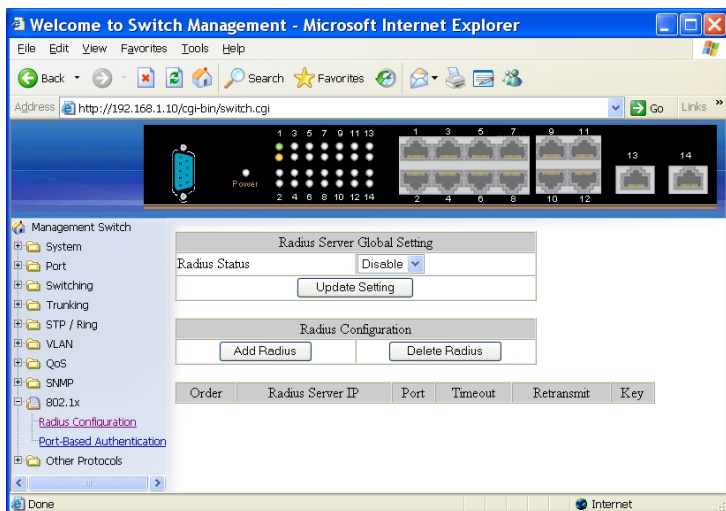 Welcome to Switch Management - Microsoft Internet Explorer
File Edit View Favorites Tools Help
Back Search Favorites
Address http://192.168.1.10/cgi-bin/switch.cgi Go Links »
1 3 5 7 9 11 13
1 3 5 7 9 11
13 14
Power
2 4 6 8 10 12 14
2 4 6 8 10 12
Management Switch
System
Port
Switching
Trunking
STP / Ring
VLAN
QoS
SNMP
802.1x
Radius Configuration
Port-Based Authentication
Other Protocols
Radius Server Global Setting
Radius Status Disable
Update Setting
Radius Configuration
Add Radius Delete Radius
Order Radius Server IP Port Timeout Retransmit Key
Done Internet